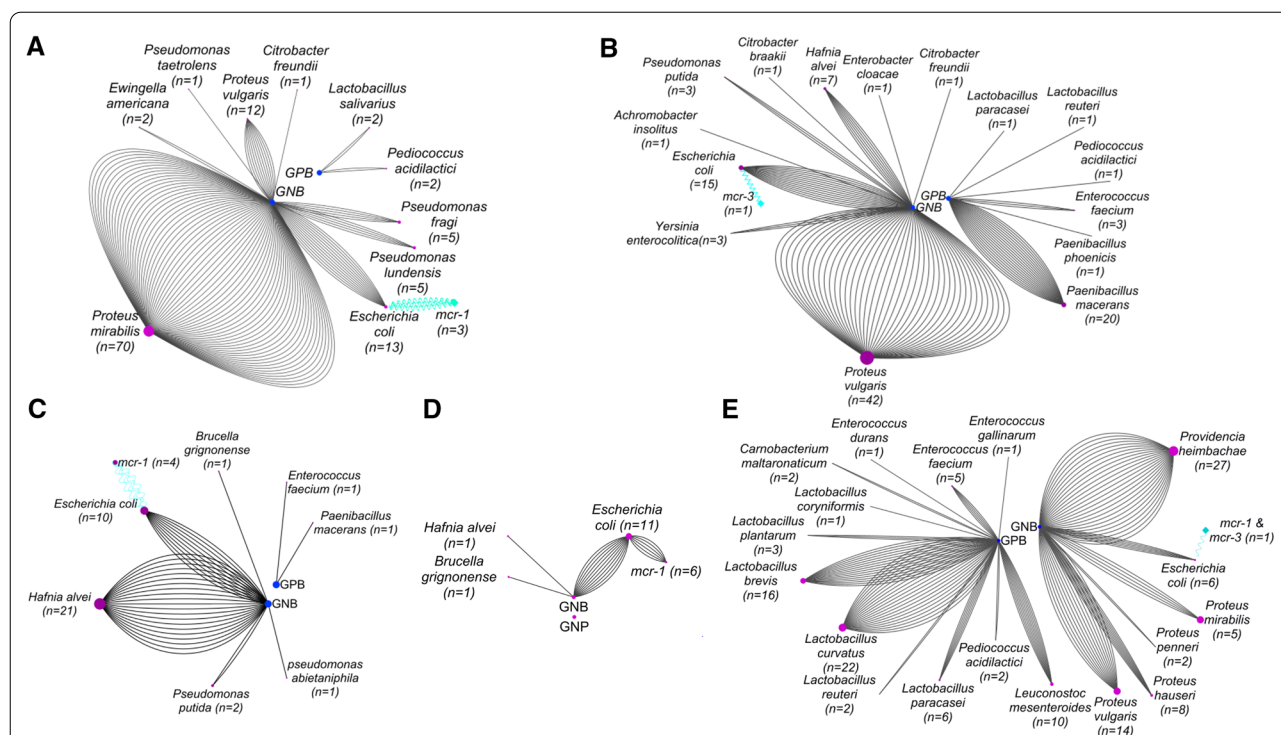 A
Pseudomonas
taetrolens
(n=1)
Citrobacter
freundii
(n=1)
Ewingella
americana
(n=2)
Proteus
vulgaris
(n=12)
Lactobacillus
salivarius
(n=2)
GPB
GNB
Pediococcus
acidilactici
(n=2)
Pseudomonas
fragi
(n=5)
Pseudomonas
lundensis
(n=5)
Escherichia
coli
(n=13)
mcr-1
(n=3)
Proteus
mirabilis
(n=70)
B
Pseudomonas
putida
(n=3)
Citrobacter
braakii
(n=1)
Hafnia
alvei
(n=7)
Enterobacter
cloacae
(n=1)
Citrobacter
freundii
(n=1)
Lactobacillus
paracasei
(n=1)
Lactobacillus
reuteri
(n=1)
Achromobacter
insolitus
(n=1)
Escherichia
coli
(=15)
mcr-3
(n=1)
Yersinia
enterocolitica(n=3)
GPB
GNB
Pediococcus
acidilactici
(n=1)
Enterococcus
faecium
(n=3)
Paenibacillus
phoenicis
(n=1)
Paenibacillus
macerans
(n=20)
Proteus
vulgaris
(n=42)
C
mcr-1 (n=4)
Brucella
grignonense
(n=1)
Escherichia coli
(n=10)
Enterococcus
faecium (n=1)
Paenibacillus
macerans (n=1)
GPB
GNB
Hafnia alvei
(n=21)
Pseudomonas
putida (n=2)
pseudomonas
abietaniphila
(n=1)
D
Hafnia alvei
(n=1)
Escherichia
coli (n=11)
Brucella
grignonense
(n=1)
mcr-1 (n=6)
GNB
GNP
E
Enterococcus
durans
(n=1)
Enterococcus
gallinarum
(n=1)
Carnobacterium
maltaronaticum
(n=2)
Enterococcus
faecium
(n=5)
Lactobacillus
coryniformis
(n=1)
Lactobacillus
plantarum
(n=3)
Lactobacillus
brevis
(n=16)
Lactobacillus
curvatus
(n=22)
Lactobacillus
reuteri
(n=2)
Lactobacillus
paracasei
(n=6)
Pediococcus
acidilactici
(n=2)
Leuconostoc
mesenteroides
(n=10)
GPB
GNB
Providencia
heimbachae
(n=27)
mcr-1 &
mcr-3 (n=1)
Escherichia
coli (n=6)
Proteus
mirabilis
(n=5)
Proteus
penneri
(n=2)
Proteus
hauseri
(n=8)
Proteus
vulgaris
(n=14)